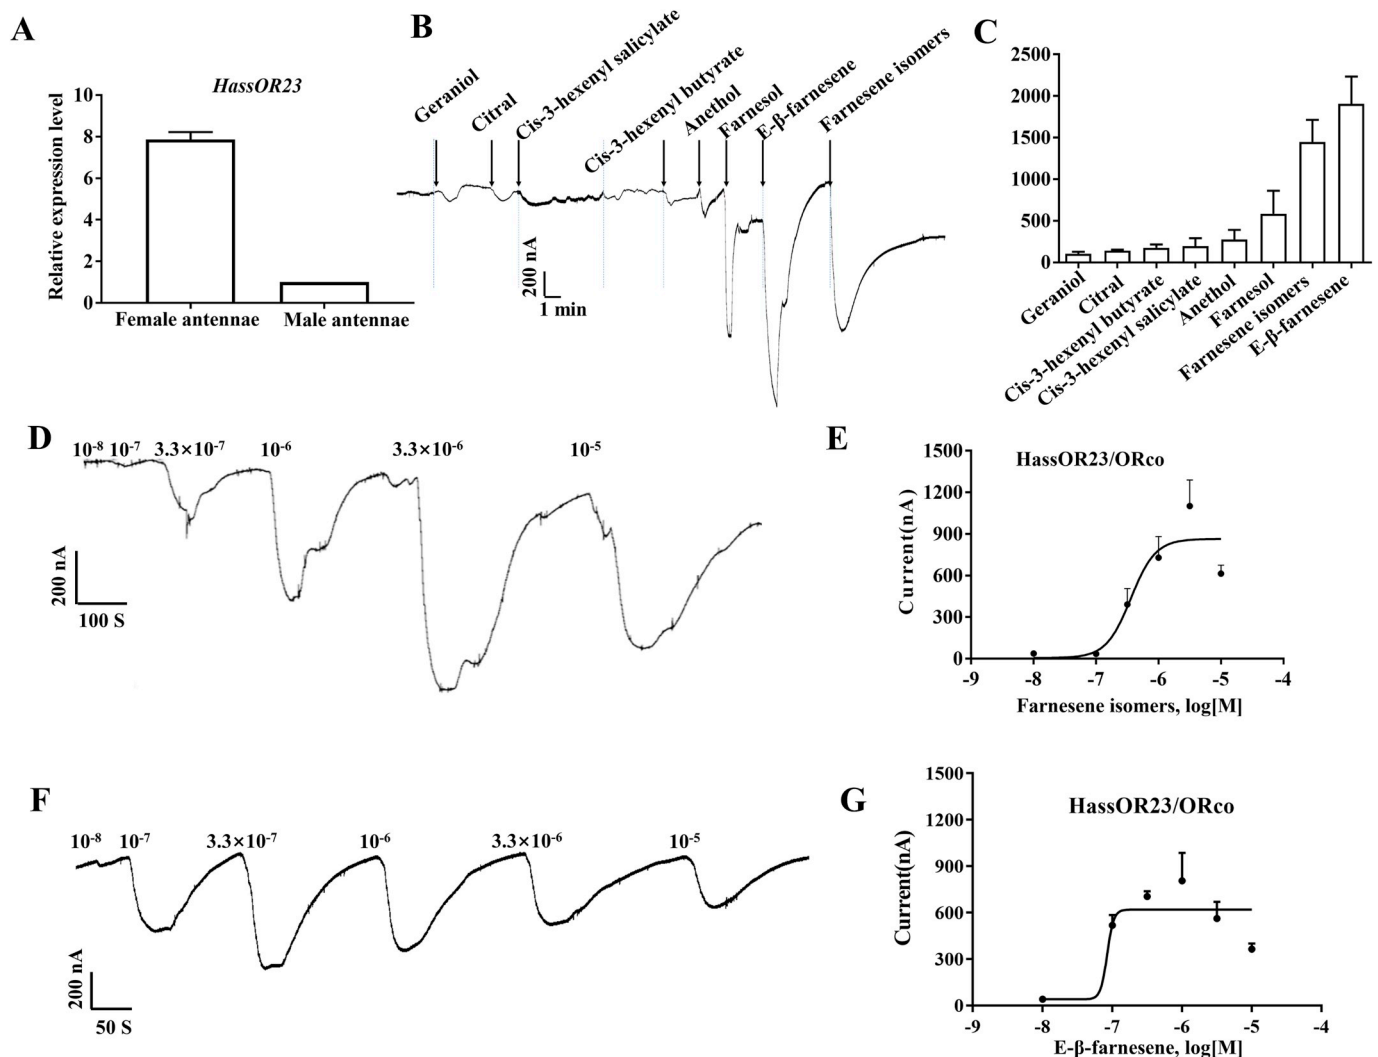 A
HassOR23
Relative expression level
10
8
6
4
2
0
Female antennae
Male antennae
B
Geraniol
Citral
Cis-3-hexenyl salicylate
Cis-3-hexenyl butyrate
Anethol
Farnesol
E-β-farnesene
Farnesene isomers
200 nA
1 min
C
2500
2000
1500
1000
500
0
Geraniol
Citral
Cis-3-hexenyl butyrate
Cis-3-hexenyl salicylate
Anethol
Farnesol
Farnesene isomers
E-β-farnesene
D
10⁻⁸ 10⁻⁷ 3.3×10⁻⁷ 10⁻⁶ 3.3×10⁻⁶ 10⁻⁵
200 nA
100 S
E
HassOR23/ORco
Current(nA)
1500
1200
900
600
300
0
-9 -8 -7 -6 -5 -4
Farnesene isomers, log[M]
F
10⁻⁸ 10⁻⁷ 3.3×10⁻⁷ 10⁻⁶ 3.3×10⁻⁶ 10⁻⁵
200 nA
50 S
G
HassOR23/ORco
Current(nA)
1500
1200
900
600
300
0
-9 -8 -7 -6 -5 -4
E-β-farnesene, log[M]